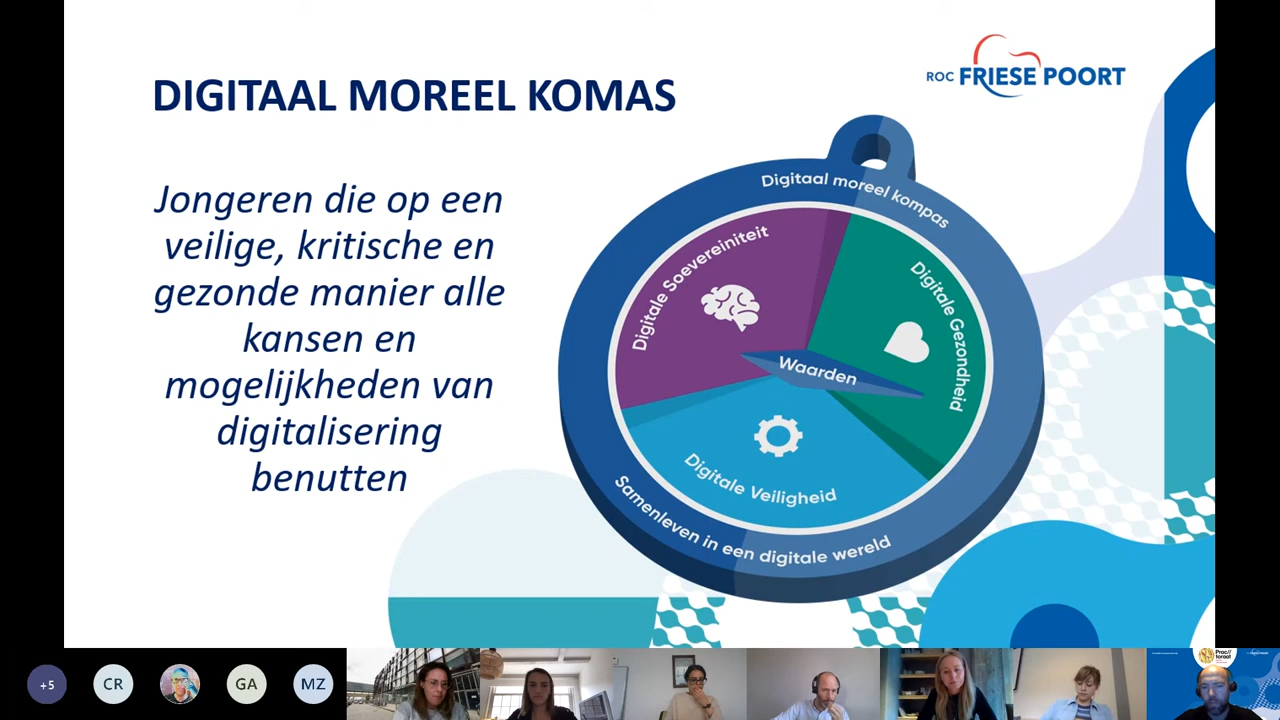 ROC FRIESE POORT
DIGITAAL MOREEL KOMAS
Jongeren die op een
veilige, kritische en
gezonde manier alle
kansen en
mogelijkheden van
digitalisering
benutten
Digitaal moreel kompas
Digitale Soevereiniteit
Digitale Gezondheid
Waarden
Digitale Veiligheid
Samenleven in een digitale wereld
+5
CR
GA
MZ
Prac//
toraat